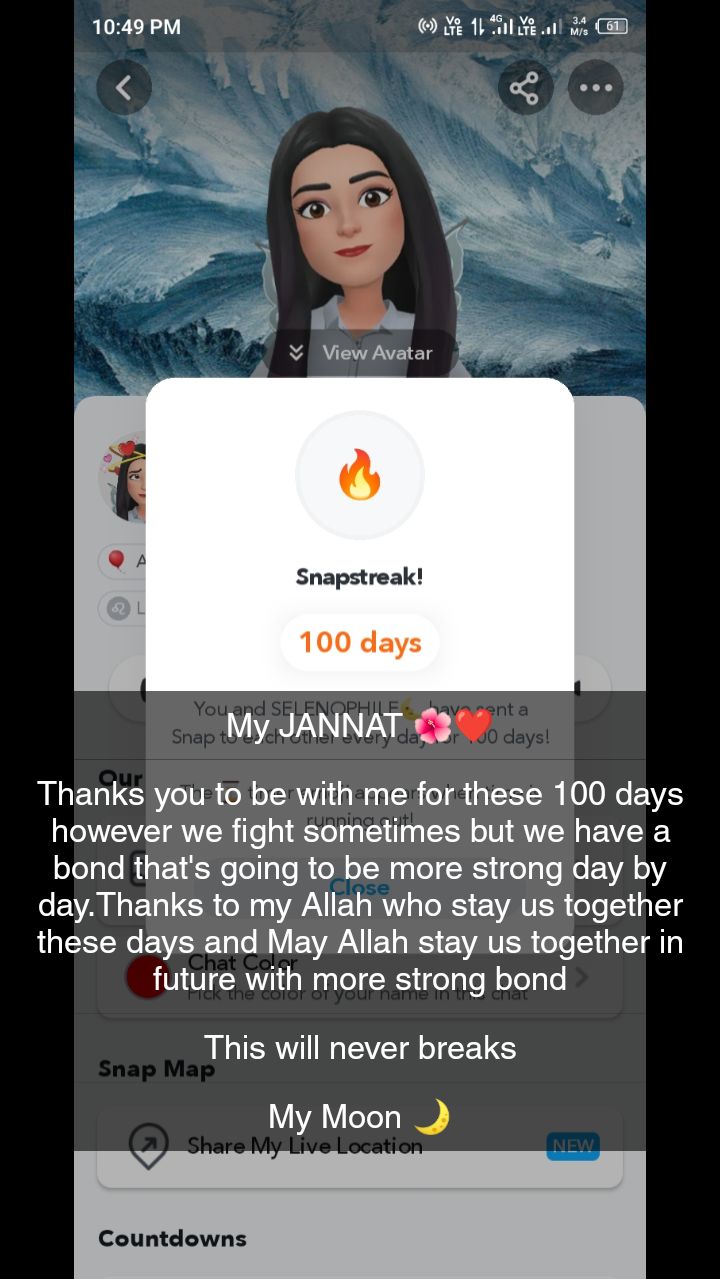 10:49 PM
Vo LTE 4G Vo LTE 3.4 M/s 61
View Avatar
A
L
Snapstreak!
100 days
You and SELENOPHILE🌜 have sent a
Snap to each other every day for 100 days!
My JANNAT 🌺❤️
Our
The ⌛
running out!
Thanks you to be with me for these 100 days
however we fight sometimes but we have a
bond that's going to be more strong day by
day.Thanks to my Allah who stay us together
these days and May Allah stay us together in
future with more strong bond
Close
Chat Color
Pick the color of your name in this chat
This will never breaks
Snap Map
My Moon 🌛
Share My Live Location
NEW
Countdowns